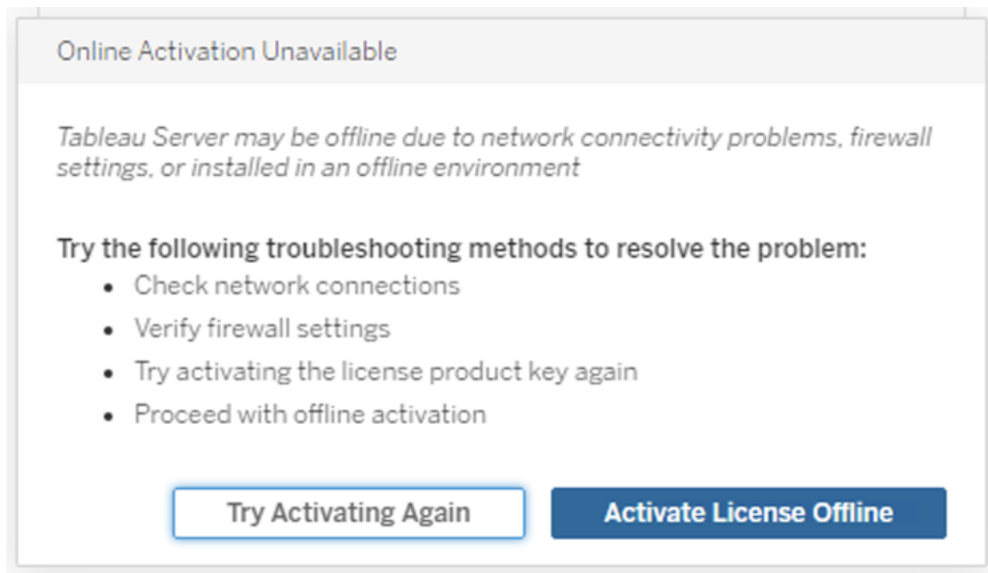 Online Activation Unavailable
Tableau Server may be offline due to network connectivity problems, firewall
settings, or installed in an offline environment
Try the following troubleshooting methods to resolve the problem:
• Check network connections
• Verify firewall settings
• Try activating the license product key again
• Proceed with offline activation
Try Activating Again
Activate License Offline